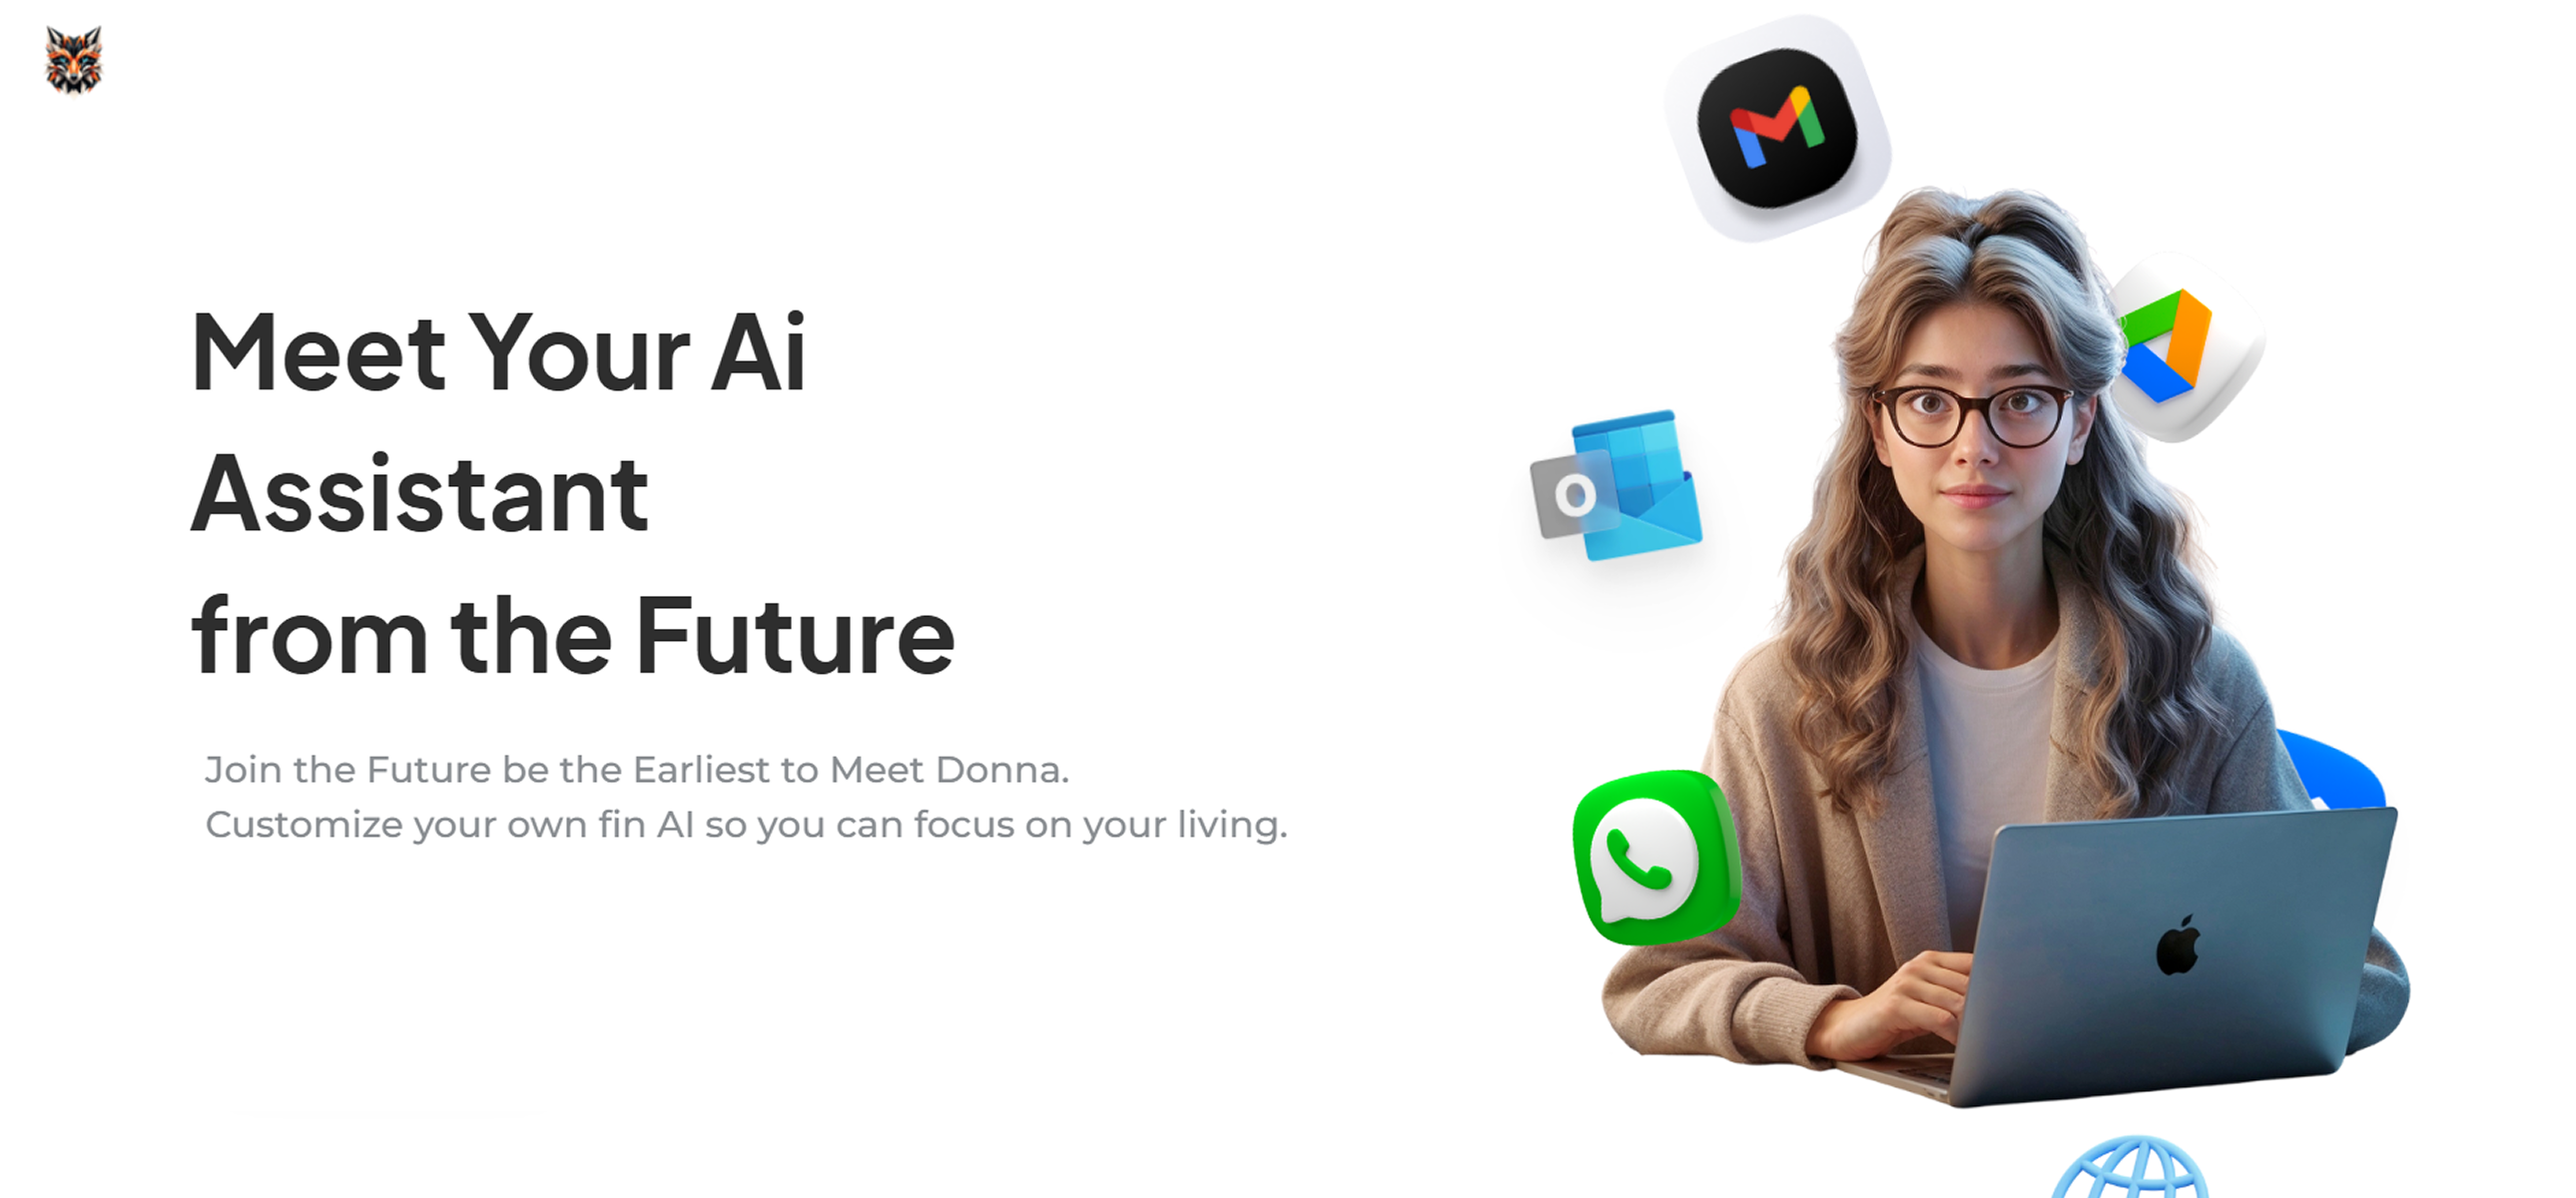 Meet Your Ai
Assistant
from the Future
Join the Future be the Earliest to Meet Donna.
Customize your own fin AI so you can focus on your living.
O